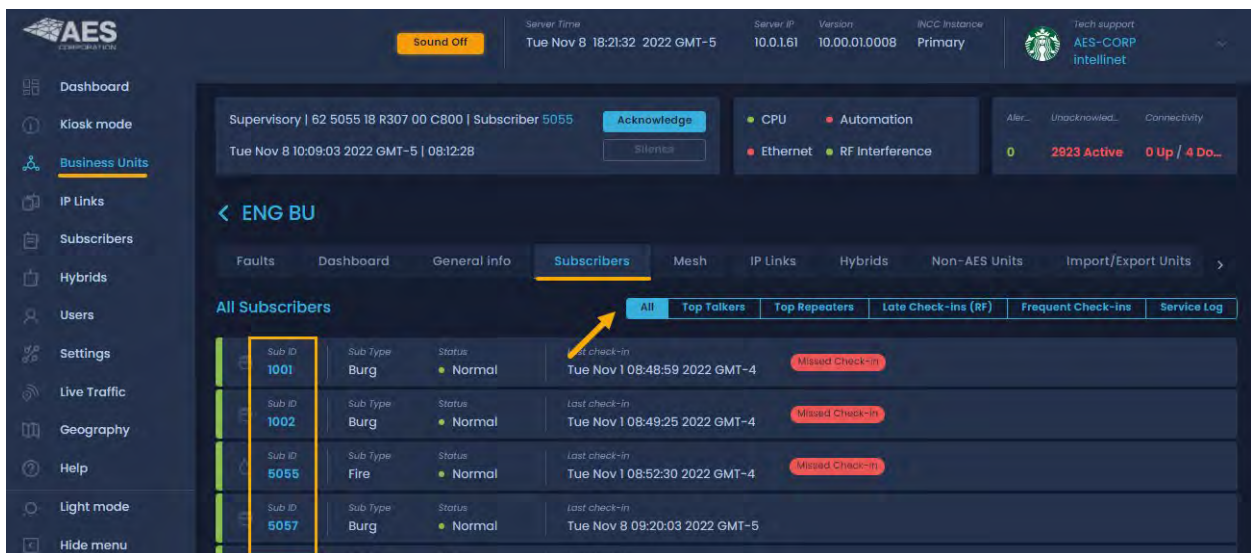 AES
CORPORATION
Sound Off
Server Time
Tue Nov 8 18:21:32 2022 GMT-5
Server IP
10.0.1.61
Version
10.00.01.0008
INCC Instance
Primary
Tech support
AES-CORP
intellinet
Dashboard
Kiosk mode
Business Units
IP Links
Subscribers
Hybrids
Users
Settings
Live Traffic
Geography
Help
Light mode
Hide menu
Supervisory | 62 5055 18 R307 00 C800 | Subscriber 5055
Tue Nov 8 10:09:03 2022 GMT-5 | 08:12:28
Acknowledge
Silence
CPU
Automation
Ethernet
RF Interference
Aler...
Unacknowled...
Connectivity
0
2923 Active
0 Up / 4 Do...
< ENG BU
Faults
Dashboard
General info
Subscribers
Mesh
IP Links
Hybrids
Non-AES Units
Import/Export Units
>
All Subscribers
All
Top Talkers
Top Repeaters
Late Check-ins (RF)
Frequent Check-ins
Service Log
Sub ID Sub Type Status Last check-in
1001 Burg Normal Tue Nov 1 08:48:59 2022 GMT-4 Missed Check-in
Sub ID Sub Type Status Last check-in
1002 Burg Normal Tue Nov 1 08:49:25 2022 GMT-4 Missed Check-in
Sub ID Sub Type Status Last check-in
5055 Fire Normal Tue Nov 1 08:52:30 2022 GMT-4 Missed Check-in
Sub ID Sub Type Status Last check-in
5057 Burg Normal Tue Nov 8 09:20:03 2022 GMT-5